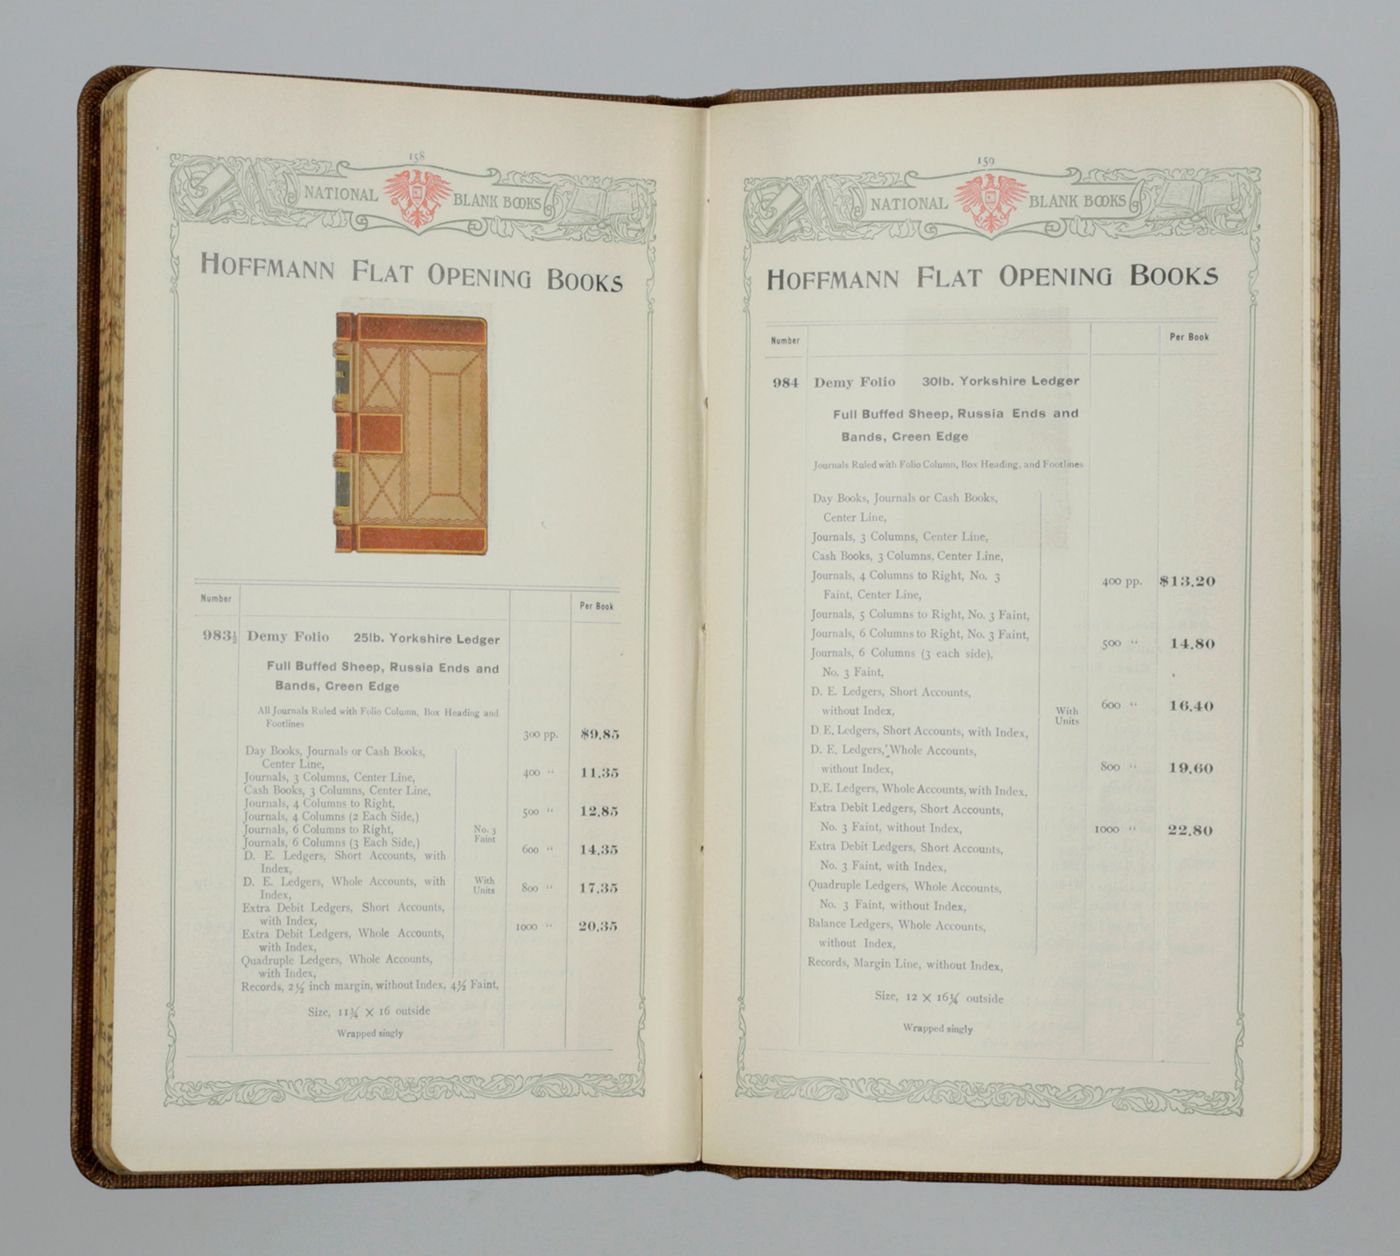 158
NATIONAL BLANK BOOKS
HOFFMANN FLAT OPENING BOOKS
Number
Per Book
983½ Demy Folio 25lb. Yorkshire Ledger
Full Buffed Sheep, Russia Ends and
Bands, Green Edge
All Journals Ruled with Folio Column, Box Heading and
Footlines
300 pp. $9.85
Day Books, Journals or Cash Books,
Center Line,
400 " 11.35
Journals, 3 Columns, Center Line,
Cash Books, 3 Columns, Center Line,
Journals, 4 Columns to Right,
500 " 12.85
Journals, 4 Columns (2 Each Side,)
Journals, 6 Columns to Right,
No. 3
Faint
Journals, 6 Columns (3 Each Side,)
600 " 14.35
D. E. Ledgers, Short Accounts, with
Index,
D. E. Ledgers, Whole Accounts, with
With
Units
800 " 17.35
Index,
Extra Debit Ledgers, Short Accounts,
with Index,
1000 " 20.35
Extra Debit Ledgers, Whole Accounts,
with Index,
Quadruple Ledgers, Whole Accounts,
with Index,
Records, 2½ inch margin, without Index, 4½ Faint,
Size, 11¼ X 16 outside
Wrapped singly
159
NATIONAL BLANK BOOKS
HOFFMANN FLAT OPENING BOOKS
Number
Per Book
984 Demy Folio 30lb. Yorkshire Ledger
Full Buffed Sheep, Russia Ends and
Bands, Green Edge
Journals Ruled with Folio Column, Box Heading, and Footlines
Day Books, Journals or Cash Books,
Center Line,
Journals, 3 Columns, Center Line,
Cash Books, 3 Columns, Center Line,
Journals, 4 Columns to Right, No. 3
400 pp. $13.20
Faint, Center Line,
Journals, 5 Columns to Right, No. 3 Faint,
Journals, 6 Columns to Right, No. 3 Faint,
500 " 14.80
Journals, 6 Columns (3 each side),
No. 3 Faint,
D. E. Ledgers, Short Accounts,
without Index,
With
Units
600 " 16.40
D E. Ledgers, Short Accounts, with Index,
D. E. Ledgers, Whole Accounts,
without Index,
800 " 19.60
D.E. Ledgers, Whole Accounts, with Index,
Extra Debit Ledgers, Short Accounts,
No. 3 Faint, without Index,
1000 " 22.80
Extra Debit Ledgers, Short Accounts,
No. 3 Faint, with Index,
Quadruple Ledgers, Whole Accounts,
No. 3 Faint, without Index,
Balance Ledgers, Whole Accounts,
without Index,
Records, Margin Line, without Index,
Size, 12 X 16¼ outside
Wrapped singly